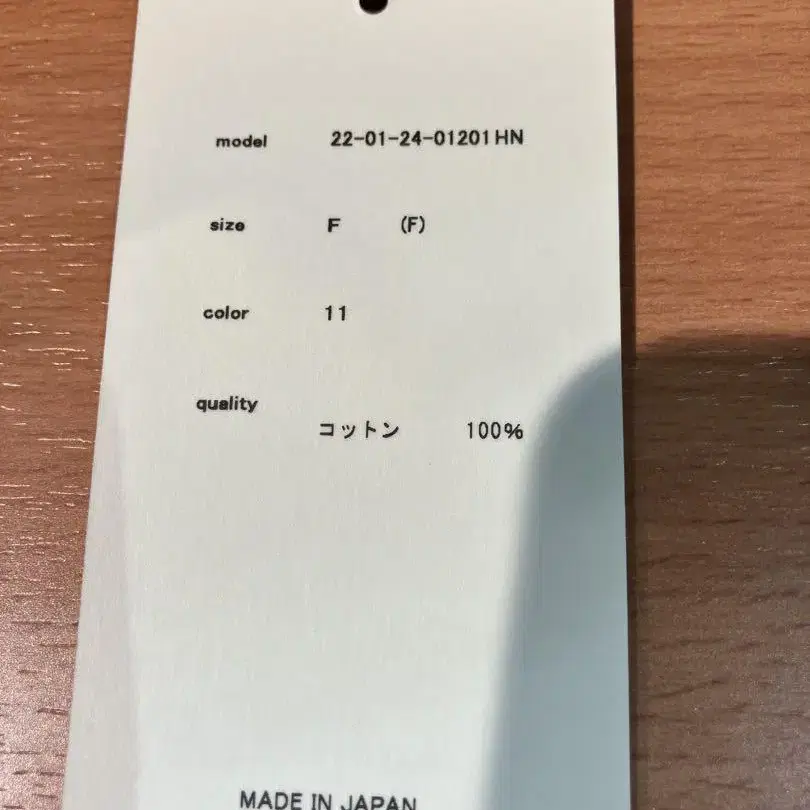 model 22-01-24-01201HN
size F (F)
color 11
quality
コットン 100%
MADE IN JAPAN